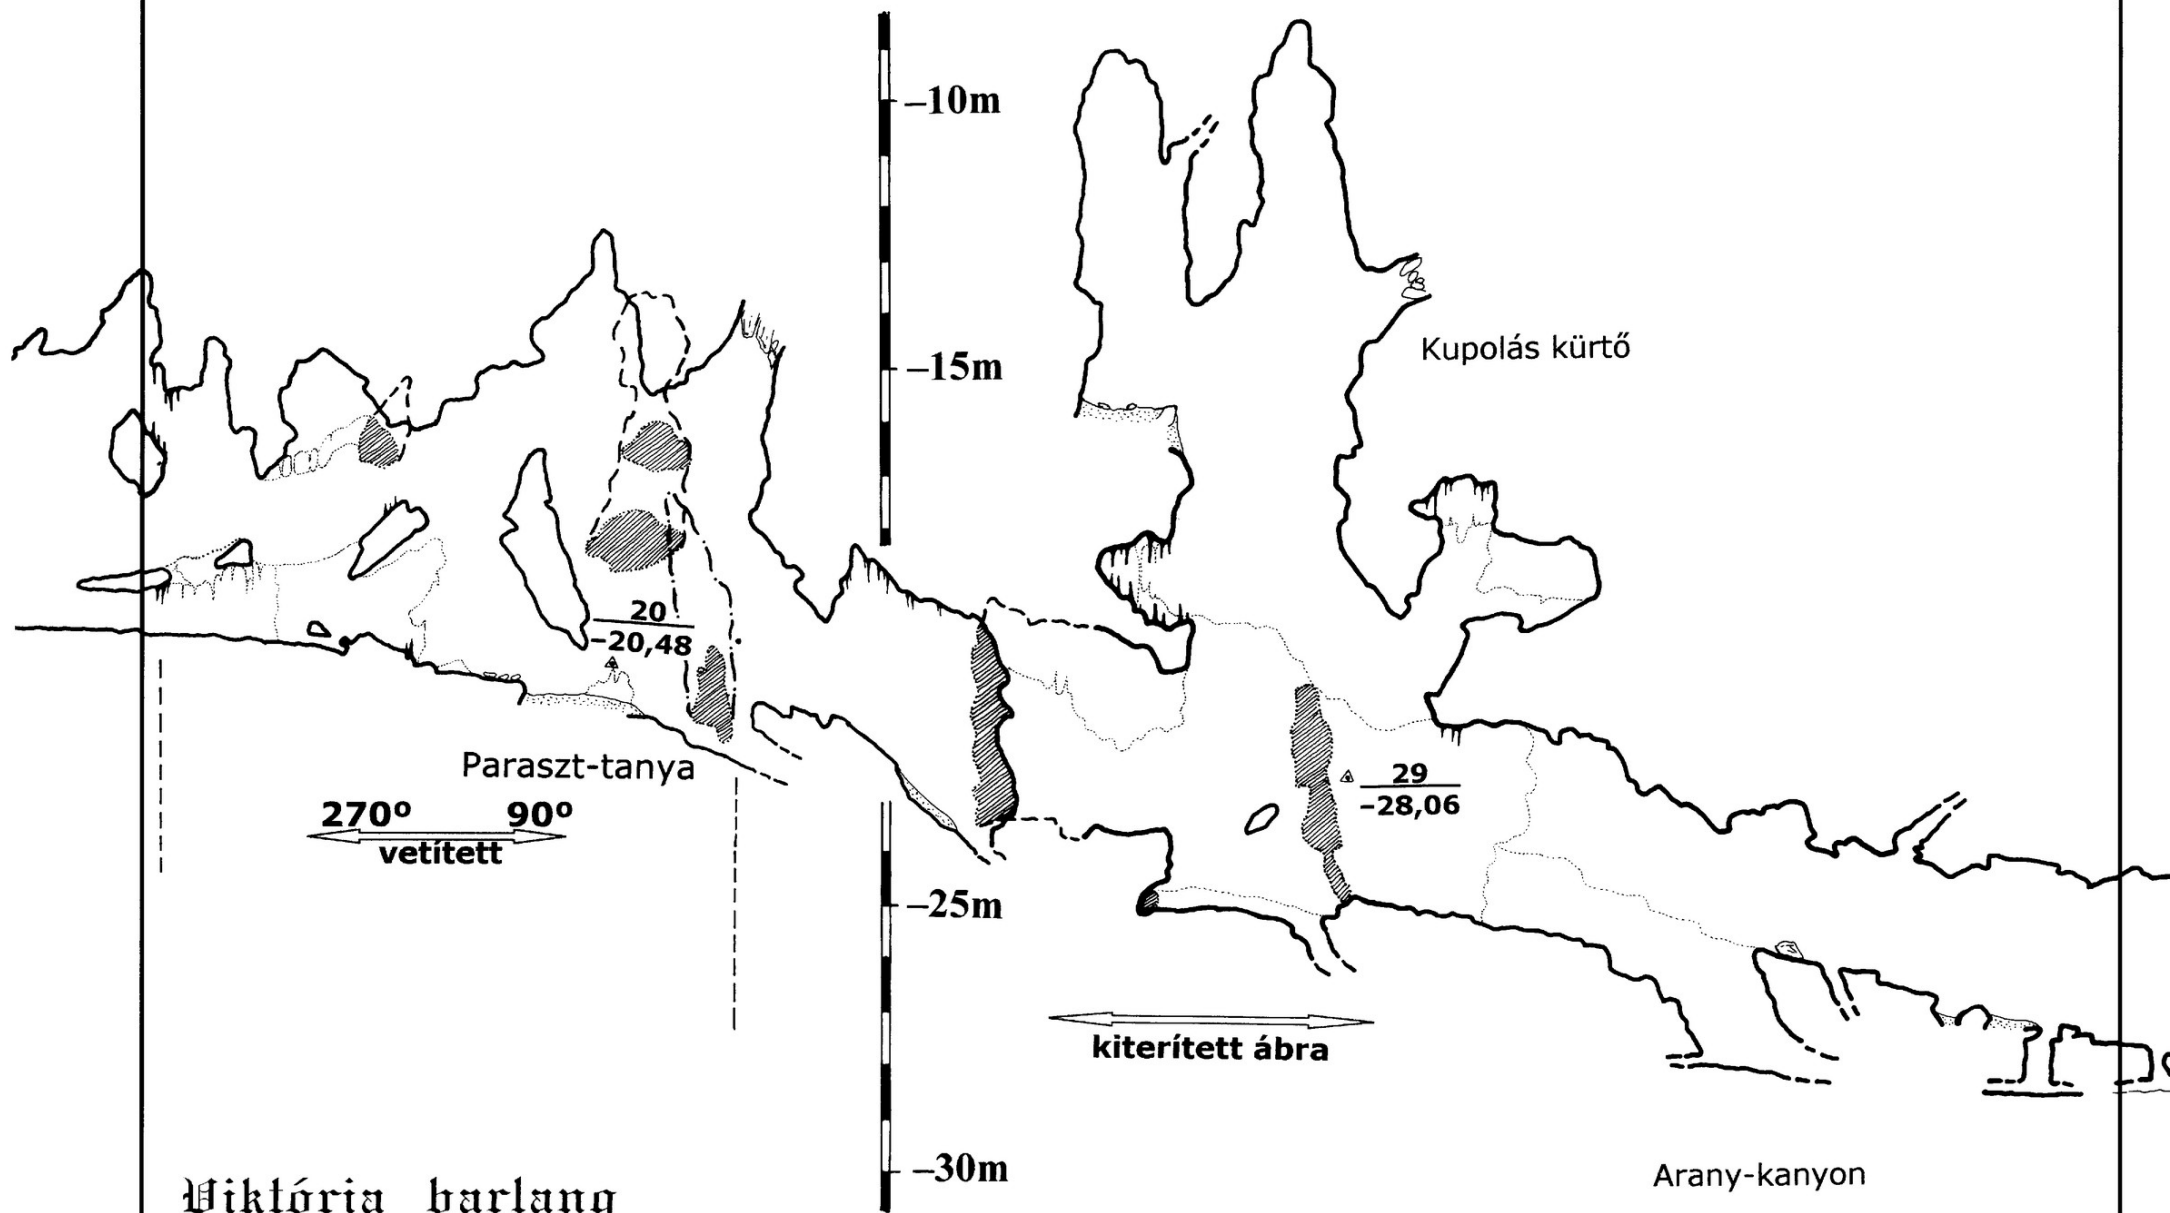 –10m
–15m
Kupolás kürtő
20
–20,48
Paraszt-tanya
270° 90°
vetített
29
–28,06
–25m
kiterített ábra
–30m
Arany-kanyon
Viktória barlang